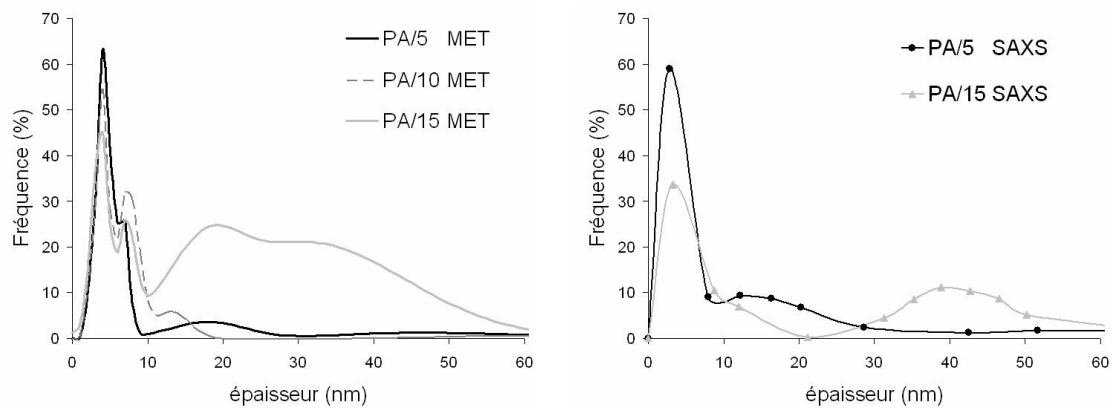 70
60
50
40
30
20
10
0
Fréquence (%)
0 10 20 30 40 50 60
épaisseur (nm)
PA/5 MET
PA/10 MET
PA/15 MET
70
60
50
40
30
20
10
0
Fréquence (%)
0 10 20 30 40 50 60
épaisseur (nm)
PA/5 SAXS
PA/15 SAXS